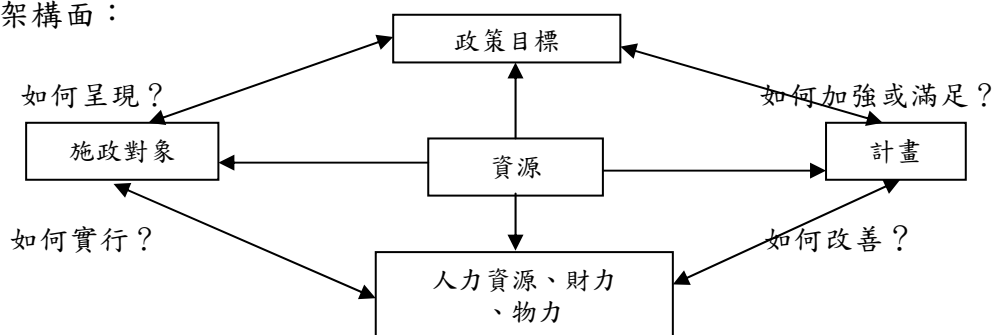 架構面：
政策目標
如何呈現？
如何加強或滿足？
施政對象
資源
計畫
如何實行？
如何改善？
人力資源、財力
、物力